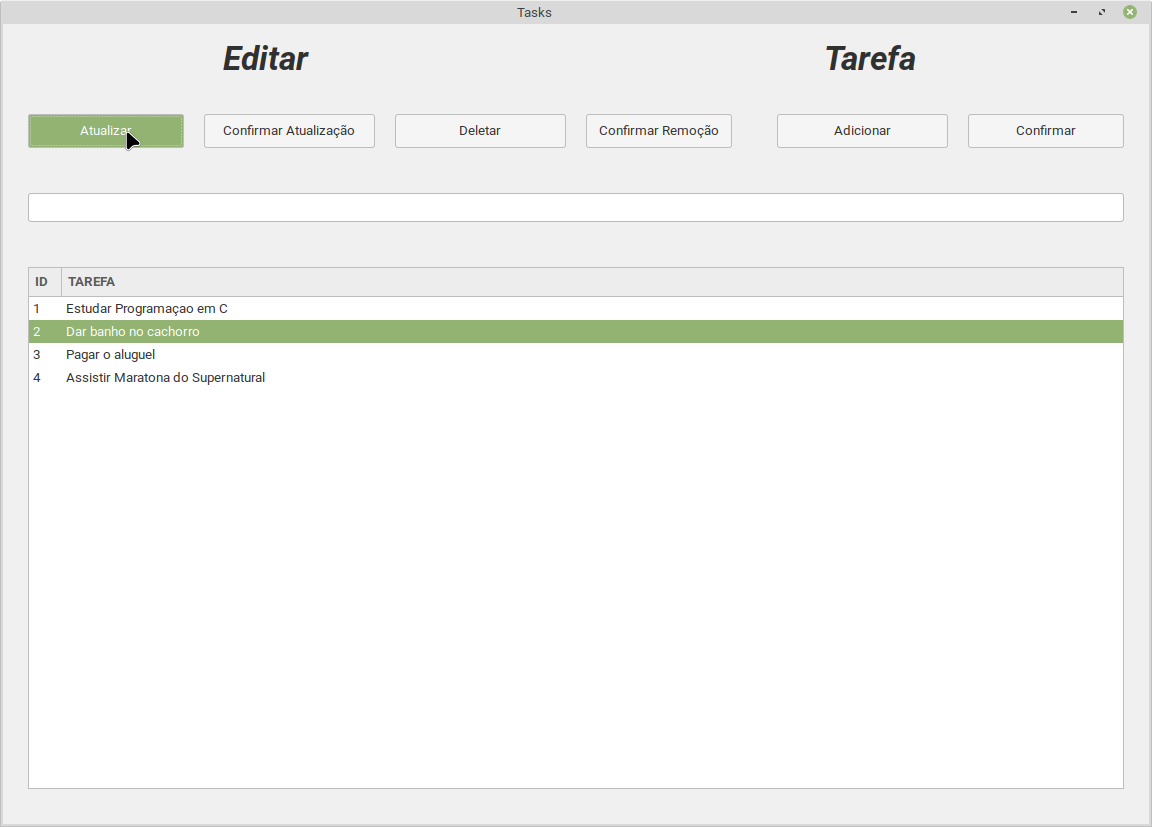 Tasks
Editar Tarefa
Atualizar Confirmar Atualização Deletar Confirmar Remoção Adicionar Confirmar
ID TAREFA
1 Estudar Programaçao em C
2 Dar banho no cachorro
3 Pagar o aluguel
4 Assistir Maratona do Supernatural